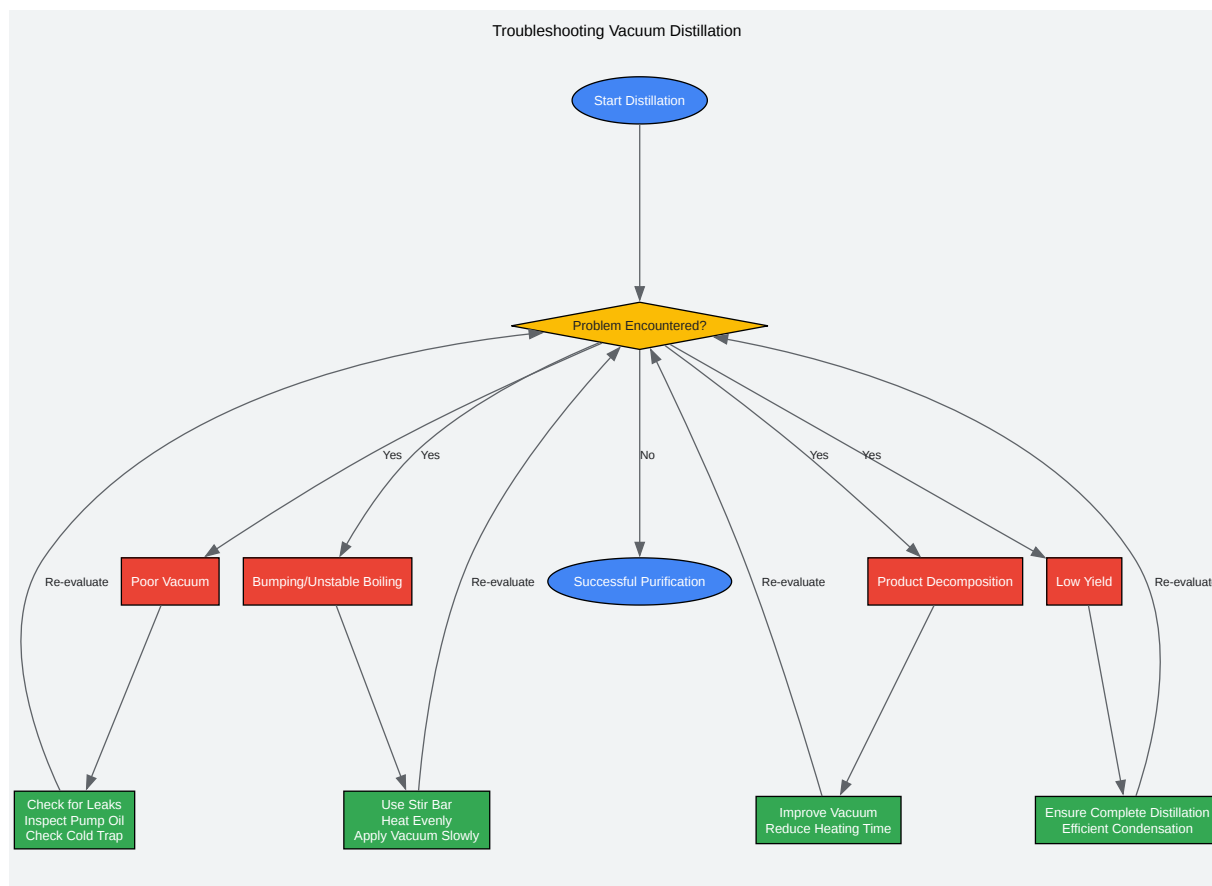 Troubleshooting Vacuum Distillation
Start Distillation
Problem Encountered?
Yes
Yes
No
Yes
Yes
Re-evaluate
Poor Vacuum
Bumping/Unstable Boiling
Re-evaluate
Successful Purification
Re-evaluate
Product Decomposition
Low Yield
Re-evaluate
Check for Leaks
Inspect Pump Oil
Check Cold Trap
Use Stir Bar
Heat Evenly
Apply Vacuum Slowly
Improve Vacuum
Reduce Heating Time
Ensure Complete Distillation
Efficient Condensation